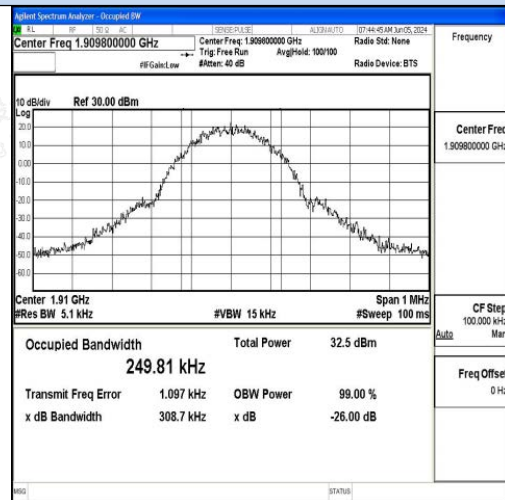 Agilent Spectrum Analyzer - Occupied BW
RL RF 50 Ω AC SENSE:PULSE ALIGNAUTO 07:44:45 AM Jun 05, 2024
Center Freq 1.909800000 GHz Center Freq: 1.909800000 GHz Radio Std: None Frequency
Trig: Free Run Avg|Hold: 100/100
#IFGain:Low #Atten: 40 dB Radio Device: BTS
10 dB/div Ref 30.00 dBm
Log
20.0
10.0
0.00
-10.0
-20.0
-30.0
-40.0
-50.0
-60.0
Center Freq
1.909800000 GHz
Center 1.91 GHz Span 1 MHz
#Res BW 5.1 kHz #VBW 15 kHz #Sweep 100 ms
CF Step
100.000 kHz
Auto Man
Occupied Bandwidth Total Power 32.5 dBm
249.81 kHz
Freq Offset
0 Hz
Transmit Freq Error 1.097 kHz OBW Power 99.00 %
x dB Bandwidth 308.7 kHz x dB -26.00 dB
MSG STATUS